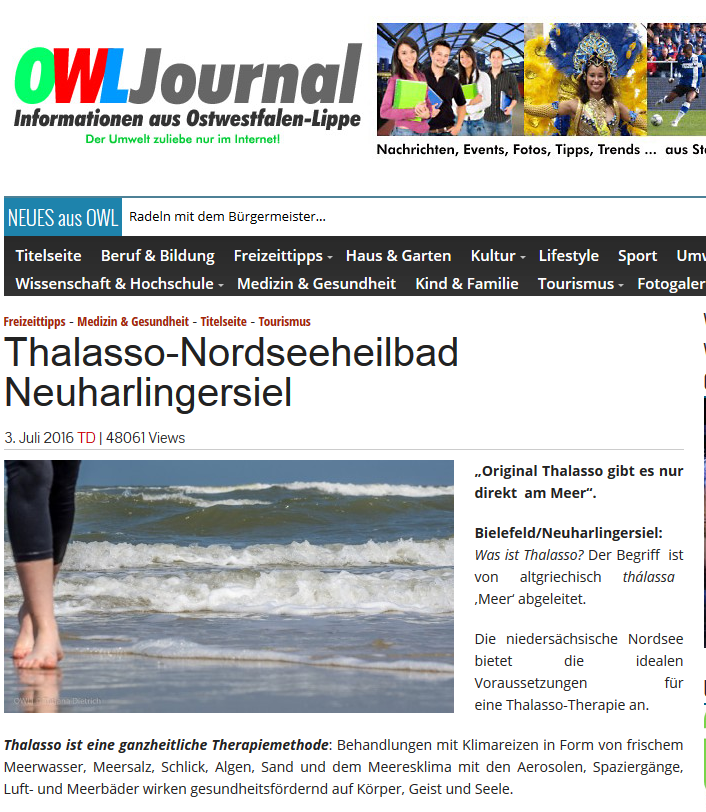 OWLJournal
Informationen aus Ostwestfalen-Lippe
Der Umwelt zuliebe nur im Internet!
Nachrichten, Events, Fotos, Tipps, Trends ... aus
NEUES aus OWL Radeln mit dem Bürgermeister...
Titelseite Beruf & Bildung Freizeittipps Haus & Garten Kultur Lifestyle Sport
Wissenschaft & Hochschule Medizin & Gesundheit Kind & Familie Tourismus
Freizeittipps - Medizin & Gesundheit - Titelseite - Tourismus
Thalasso-Nordseeheilbad
Neuharlingersiel
3. Juli 2016 TD | 48061 Views
„Original Thalasso gibt es nur
direkt am Meer“.
Bielefeld/Neuharlingersiel:
Was ist Thalasso? Der Begriff ist
von altgriechisch thálassa
‚Meer‘ abgeleitet.
Die niedersächsische Nordsee
bietet die idealen
Voraussetzungen für
eine Thalasso-Therapie an.
Thalasso ist eine ganzheitliche Therapiemethode: Behandlungen mit Klimareizen in Form von frischem
Meerwasser, Meersalz, Schlick, Algen, Sand und dem Meeresklima mit den Aerosolen, Spaziergänge,
Luft- und Meerbäder wirken gesundheitsfördernd auf Körper, Geist und Seele.